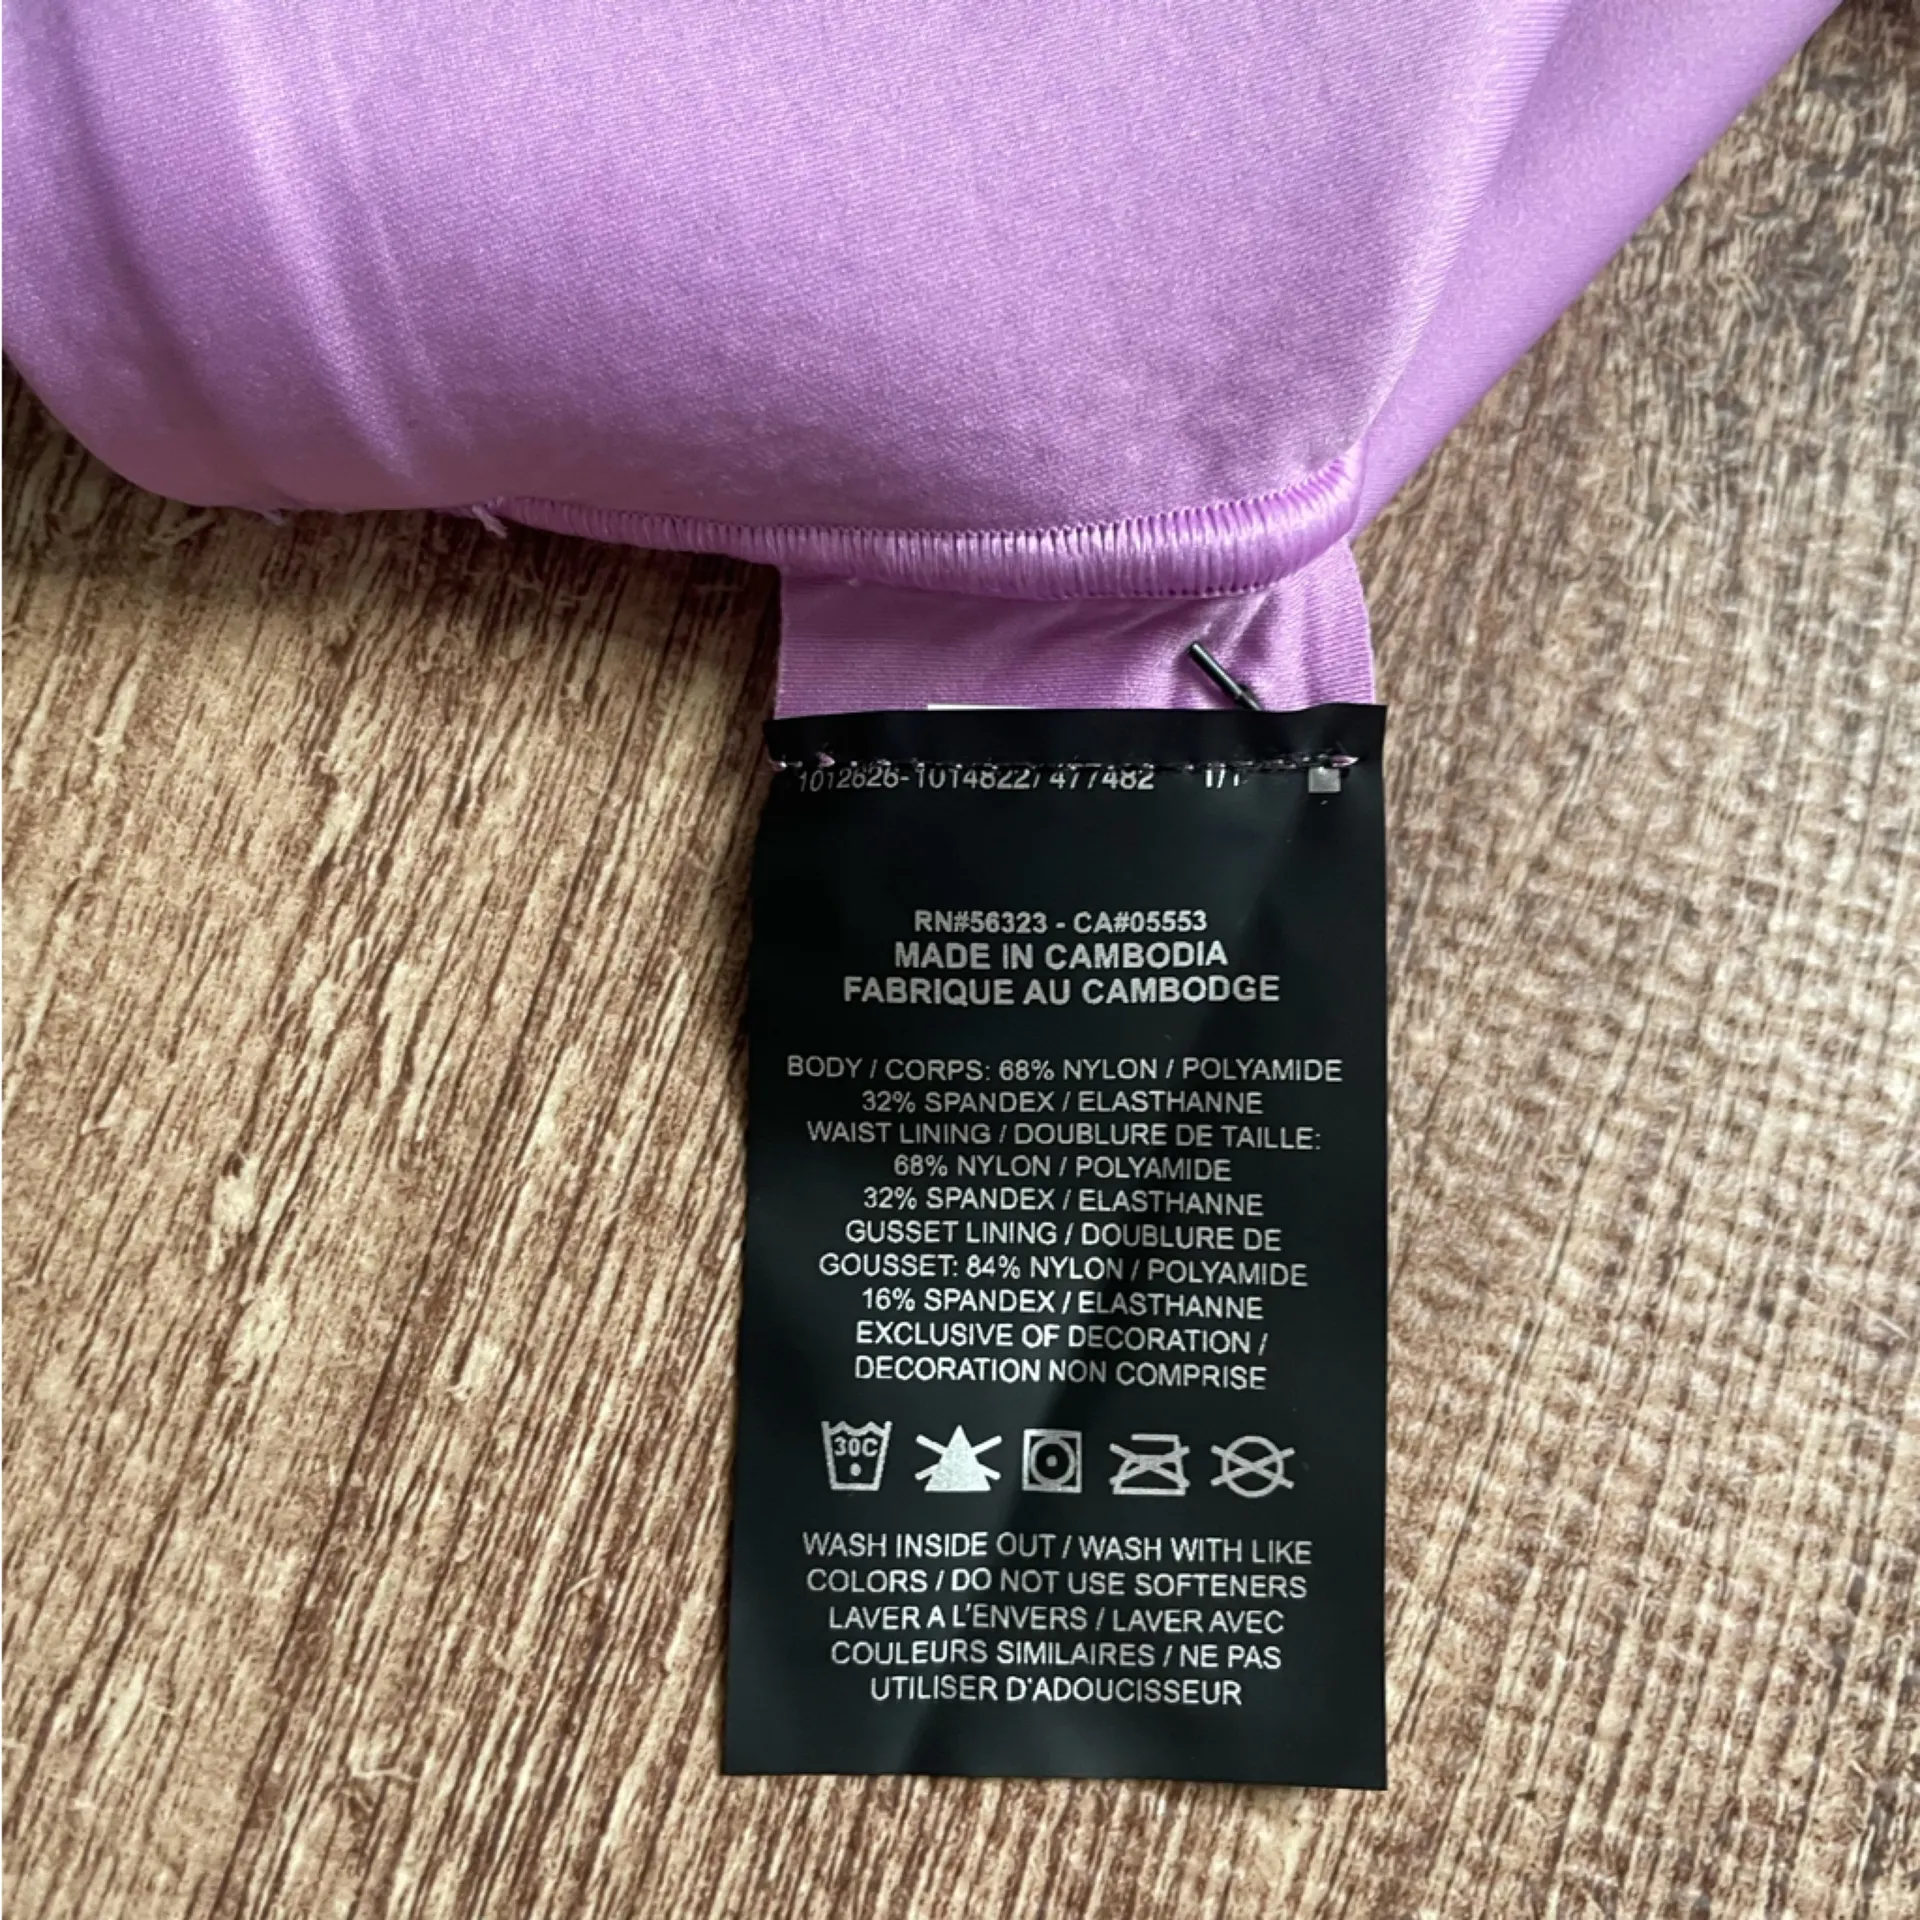 1012626-1014822/ 477482 1/1
RN#56323 - CA#05553
MADE IN CAMBODIA
FABRIQUE AU CAMBODGE
BODY / CORPS: 68% NYLON / POLYAMIDE
32% SPANDEX / ELASTHANNE
WAIST LINING / DOUBLURE DE TAILLE:
68% NYLON / POLYAMIDE
32% SPANDEX / ELASTHANNE
GUSSET LINING / DOUBLURE DE
GOUSSET: 84% NYLON / POLYAMIDE
16% SPANDEX / ELASTHANNE
EXCLUSIVE OF DECORATION /
DECORATION NON COMPRISE
30C
WASH INSIDE OUT / WASH WITH LIKE
COLORS / DO NOT USE SOFTENERS
LAVER A L'ENVERS / LAVER AVEC
COULEURS SIMILAIRES / NE PAS
UTILISER D'ADOUCISSEUR